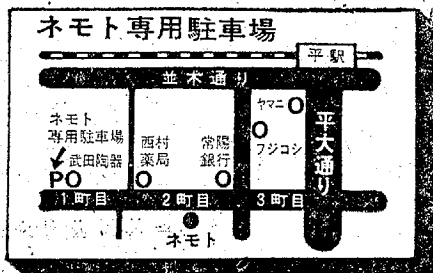 ネモト専用駐車場
平駅
並木通り
ヤマニ
フジコシ
平大通り
ネモト
専用駐車場
武田陶器
P
西村
薬局
常陽
銀行
1町目
2町目
3町目
ネモト